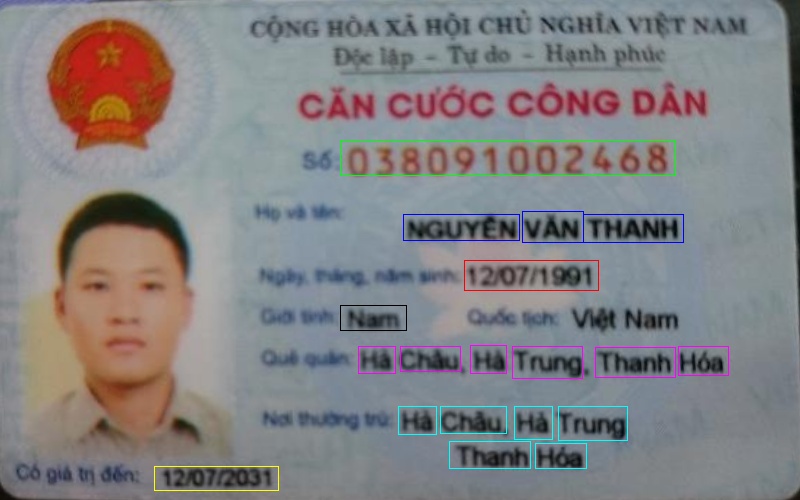 CỘNG HÒA XÃ HỘI CHỦ NGHĨA VIỆT NAM
Độc lập - Tự do - Hạnh phúc
CĂN CƯỚC CÔNG DÂN
Số: 038091002468
Họ và tên:
NGUYỄN VĂN THANH
Ngày, tháng, năm sinh: 12/07/1991
Giới tính: Nam Quốc tịch: Việt Nam
Quê quán: Hà Châu, Hà Trung, Thanh Hóa
Nơi thường trú: Hà Châu, Hà Trung
Thanh Hóa
Có giá trị đến: 12/07/2031